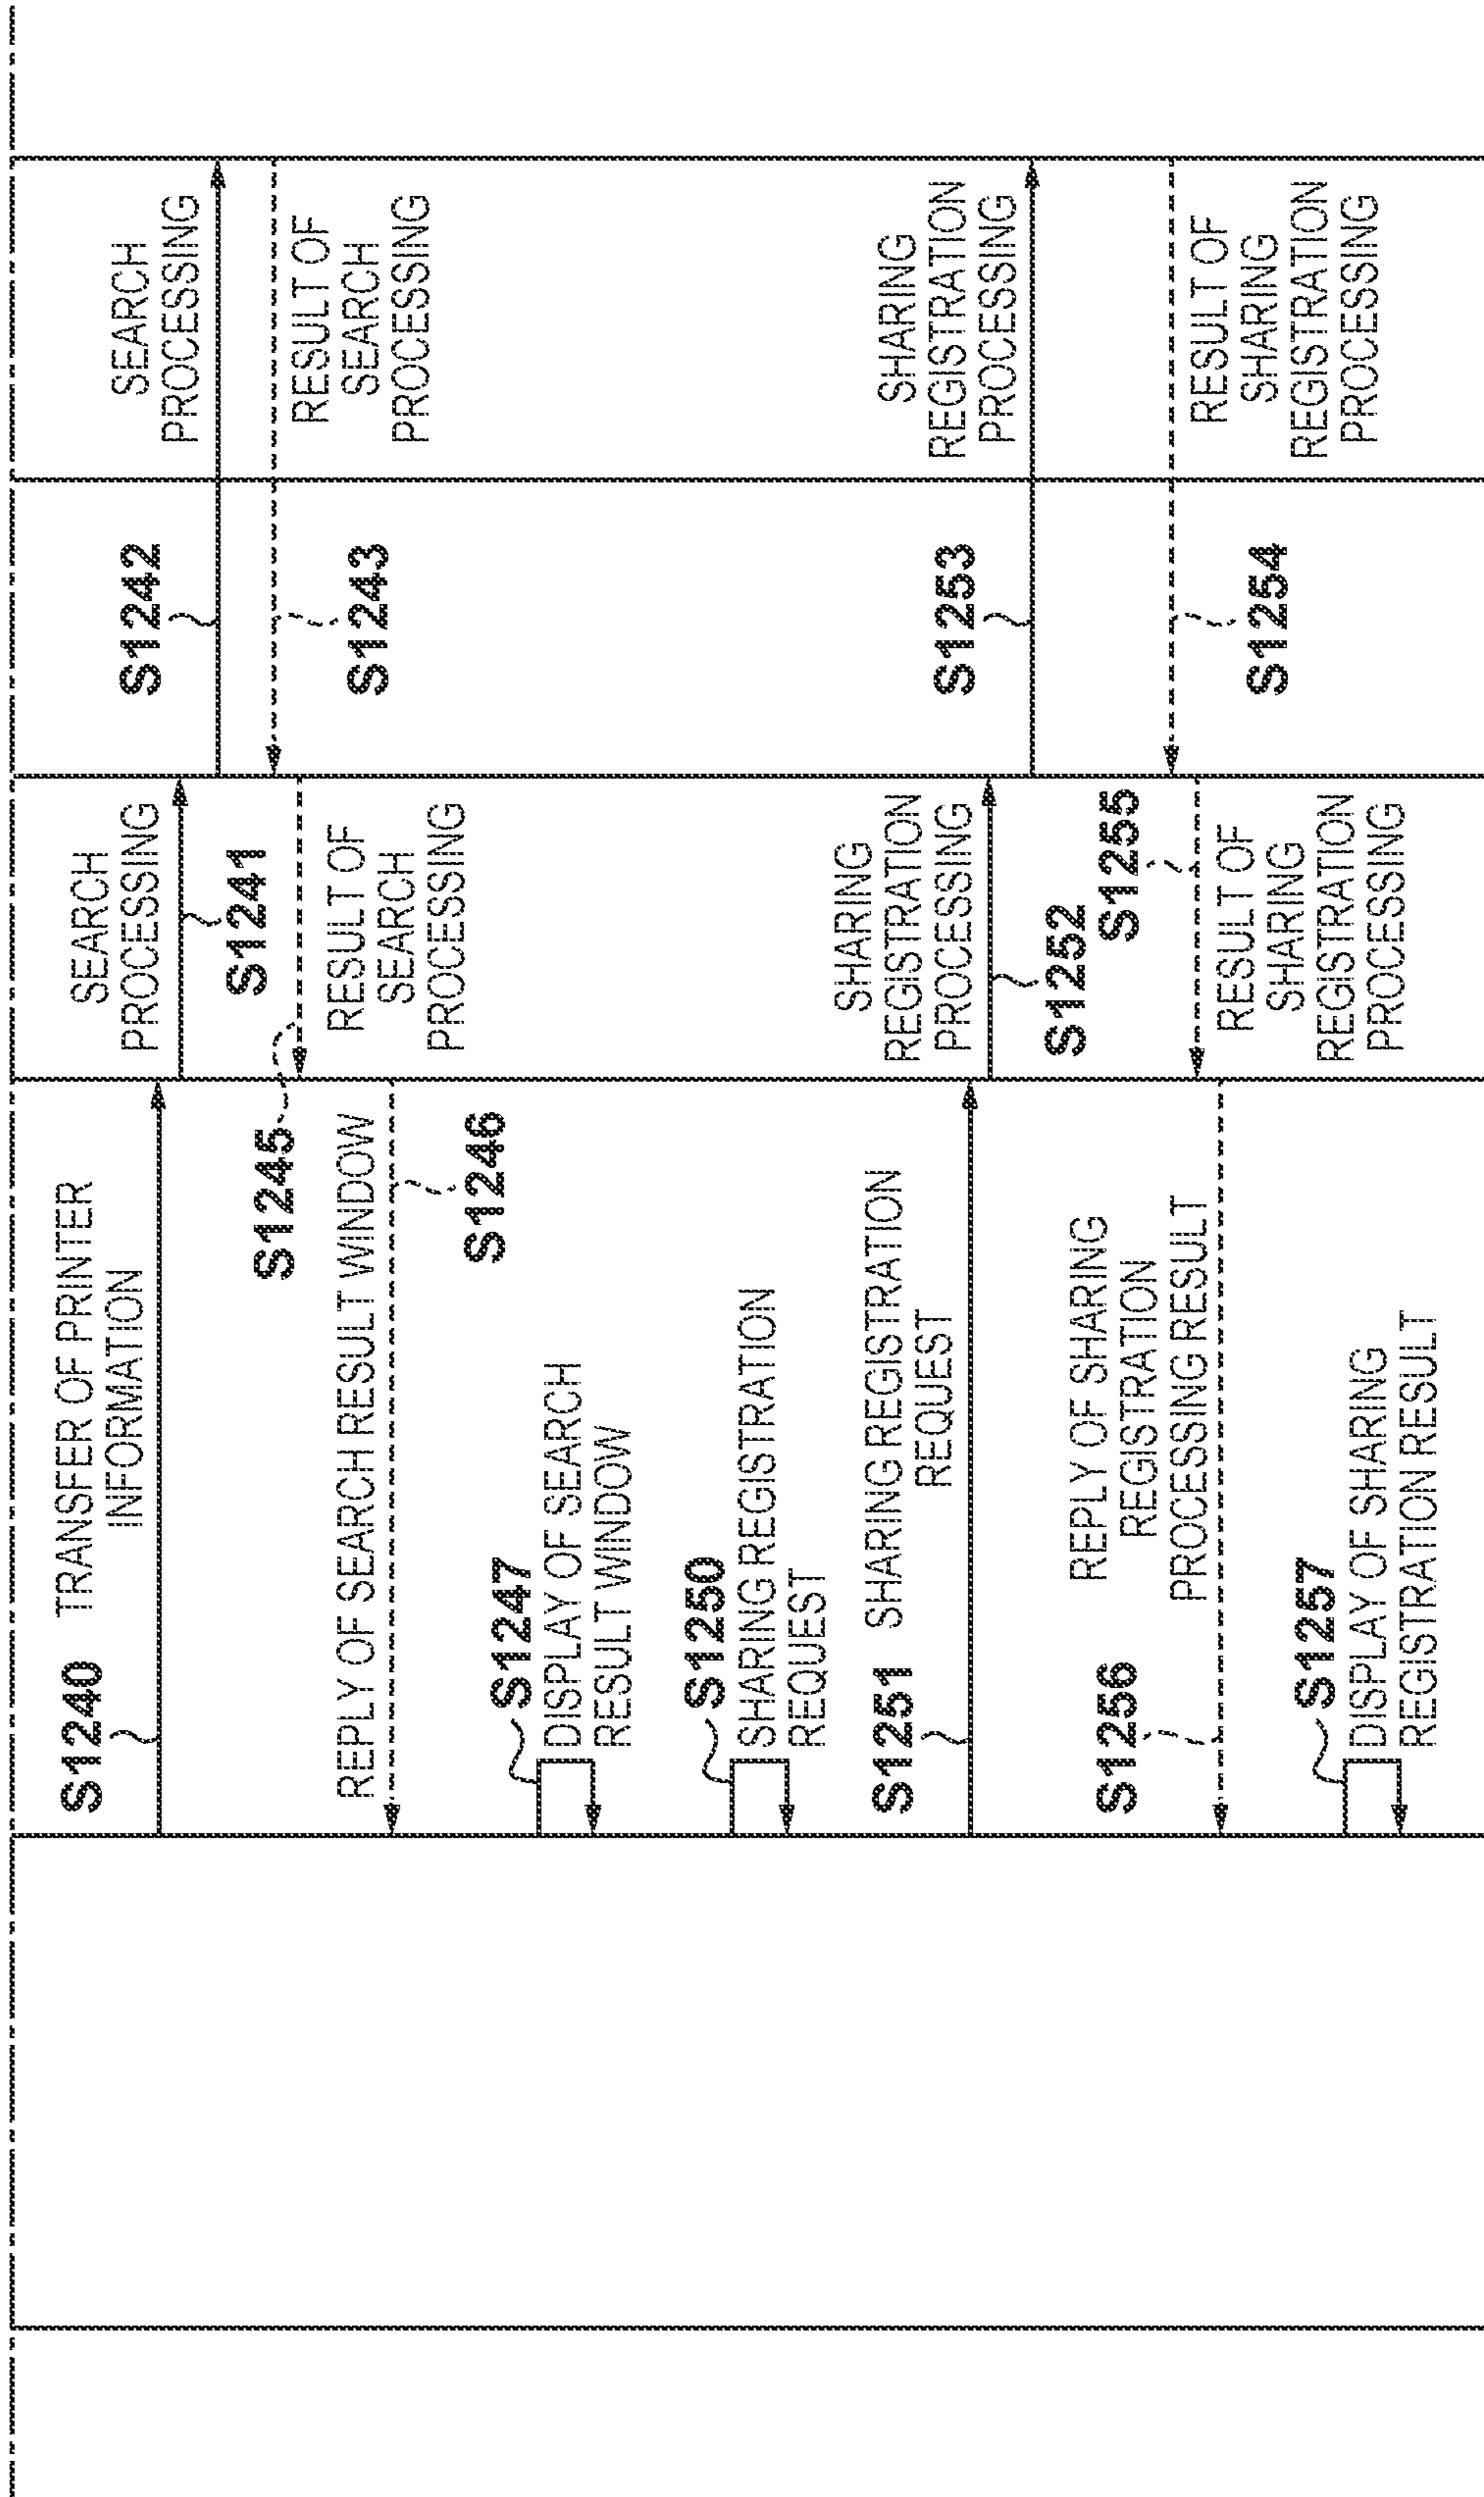 S1240
TRANSFER OF PRINTER
INFORMATION
SEARCH
PROCESSING
S1241
S1242
SEARCH
PROCESSING
S1243
RESULT OF
SEARCH
PROCESSING
S1245
RESULT OF
SEARCH
PROCESSING
REPLY OF SEARCH RESULT WINDOW
S1246
S1247
DISPLAY OF SEARCH
RESULT WINDOW
S1250
SHARING REGISTRATION
REQUEST
S1251
SHARING REGISTRATION
REQUEST
SHARING
REGISTRATION
PROCESSING
S1252
S1253
SHARING
REGISTRATION
PROCESSING
S1254
RESULT OF
SHARING
REGISTRATION
PROCESSING
S1255
RESULT OF
SHARING
REGISTRATION
PROCESSING
S1256
REPLY OF SHARING
REGISTRATION
PROCESSING RESULT
S1257
DISPLAY OF SHARING
REGISTRATION RESULT